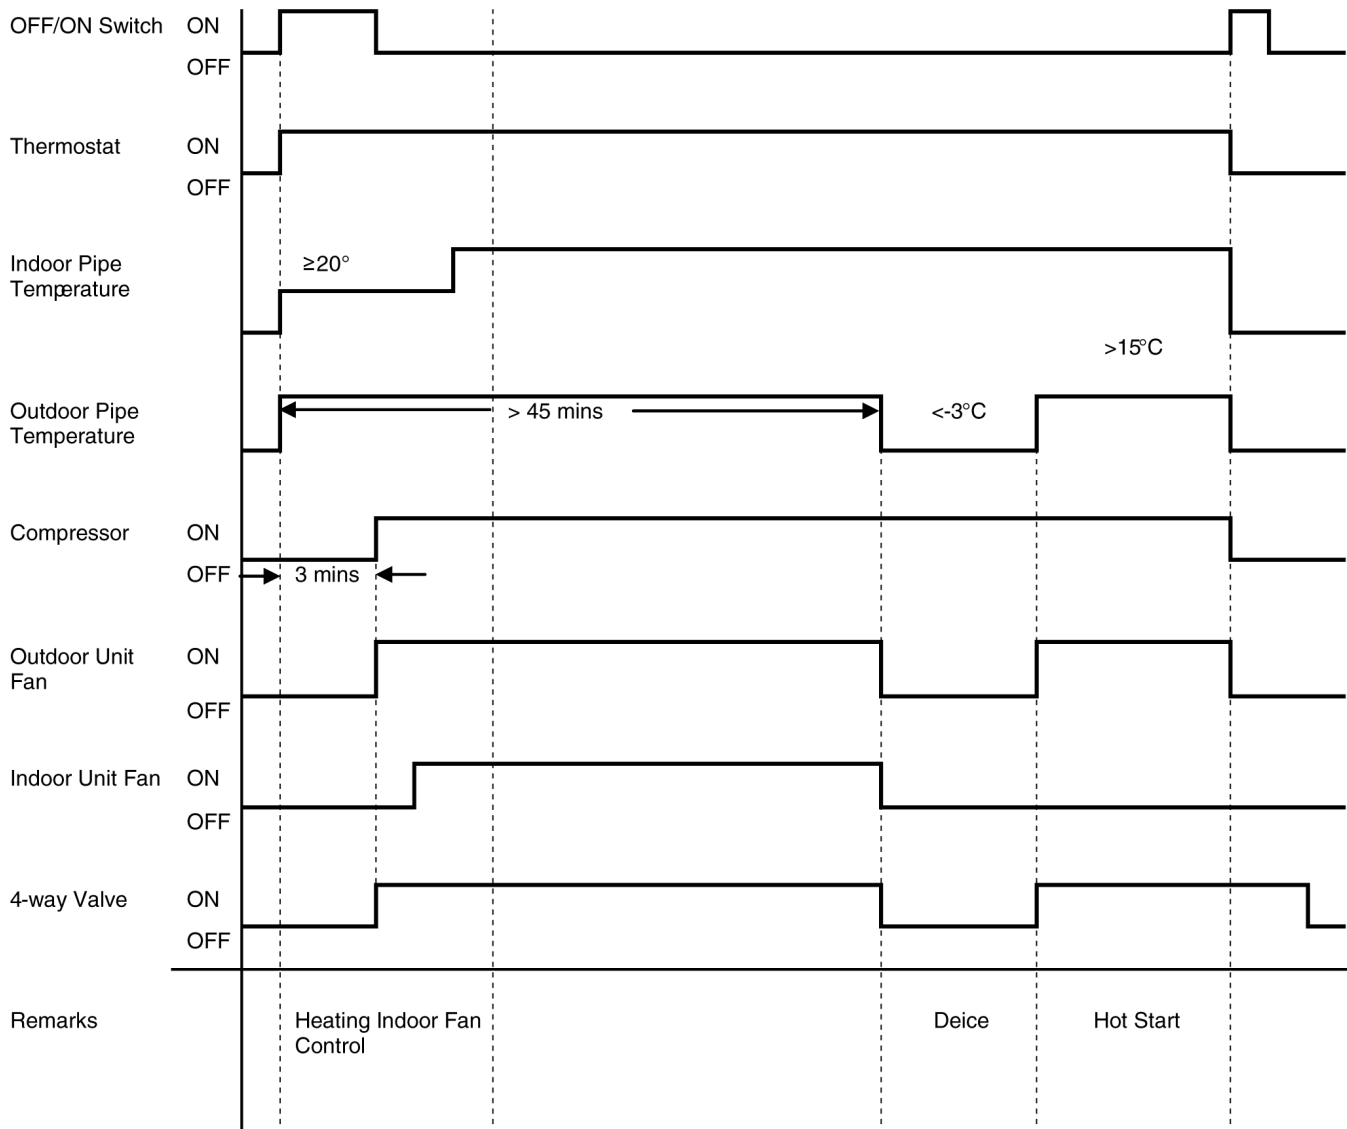 OFF/ON Switch ON
OFF
Thermostat ON
OFF
Indoor Pipe
Temperature
≥20°
>15°C
Outdoor Pipe
Temperature
> 45 mins
<-3°C
Compressor ON
OFF
3 mins
Outdoor Unit
Fan
ON
OFF
Indoor Unit Fan ON
OFF
4-way Valve ON
OFF
Remarks
Heating Indoor Fan
Control
Deice
Hot Start